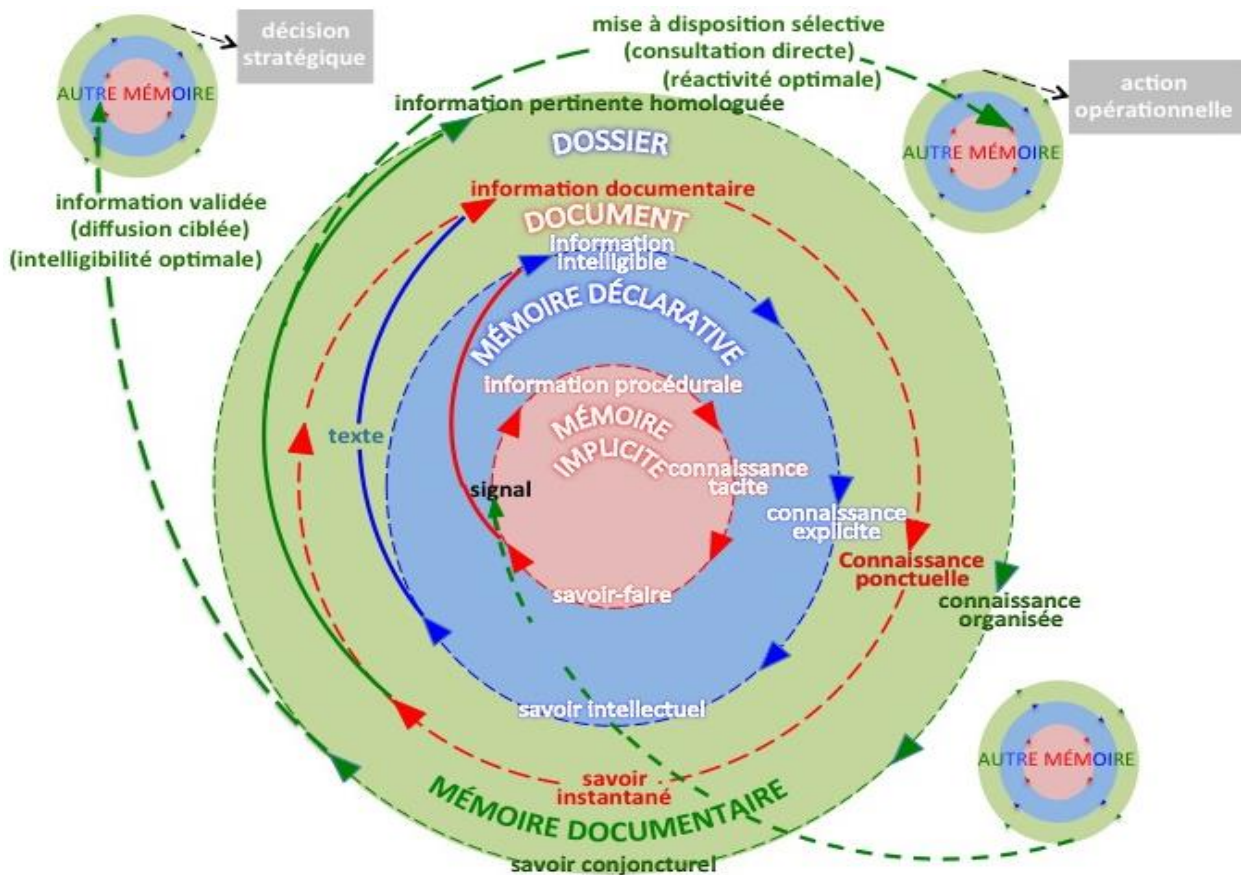 décision
stratégique
mise à disposition sélective
(consultation directe)
(réactivité optimale)
action
opérationnelle
AUTRE MÉMOIRE
AUTRE MÉMOIRE
information pertinente homologuée
DOSSIER
information validée
(diffusion ciblée)
(intelligibilité optimale)
information documentaire
DOCUMENT
information
intelligible
MÉMOIRE DÉCLARATIVE
information procédurale
MÉMOIRE
IMPLICITE
texte
signal
connaissance
tacite
connaissance
explicite
Connaissance
ponctuelle
connaissance
organisée
savoir-faire
savoir intellectuel
savoir
instantané
MÉMOIRE DOCUMENTAIRE
savoir conjoncturel
AUTRE MÉMOIRE